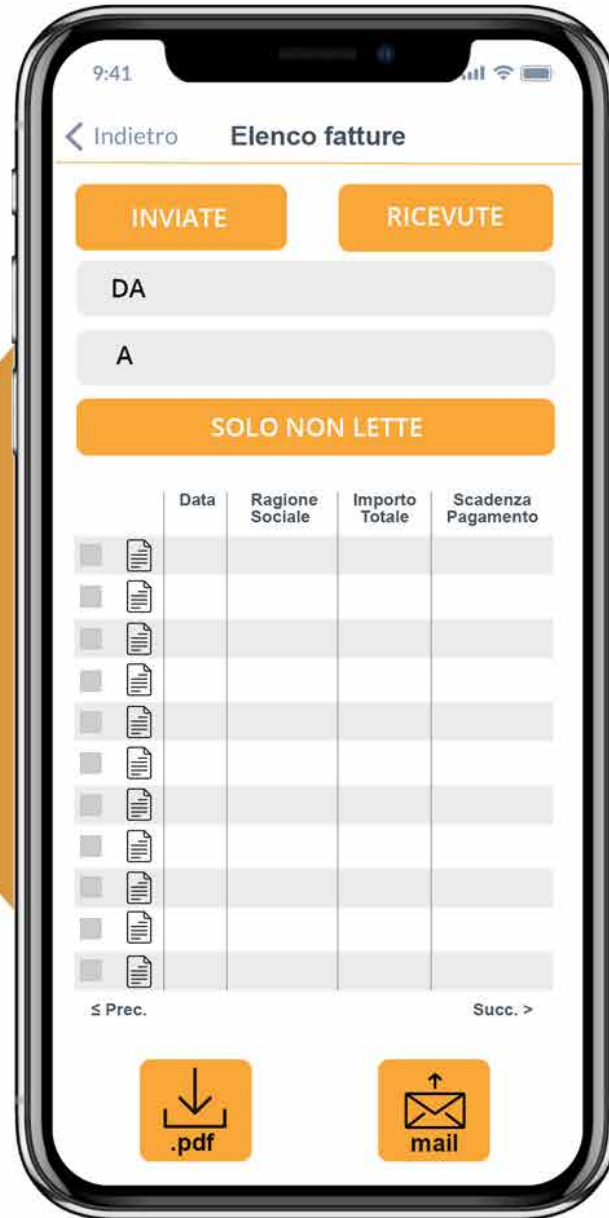 9:41
Indietro Elenco fatture
INVIATE RICEVUTE
DA
A
SOLO NON LETTE
Data Ragione Sociale Importo Totale Scadenza Pagamento
≤ Prec. Succ. >
.pdf mail